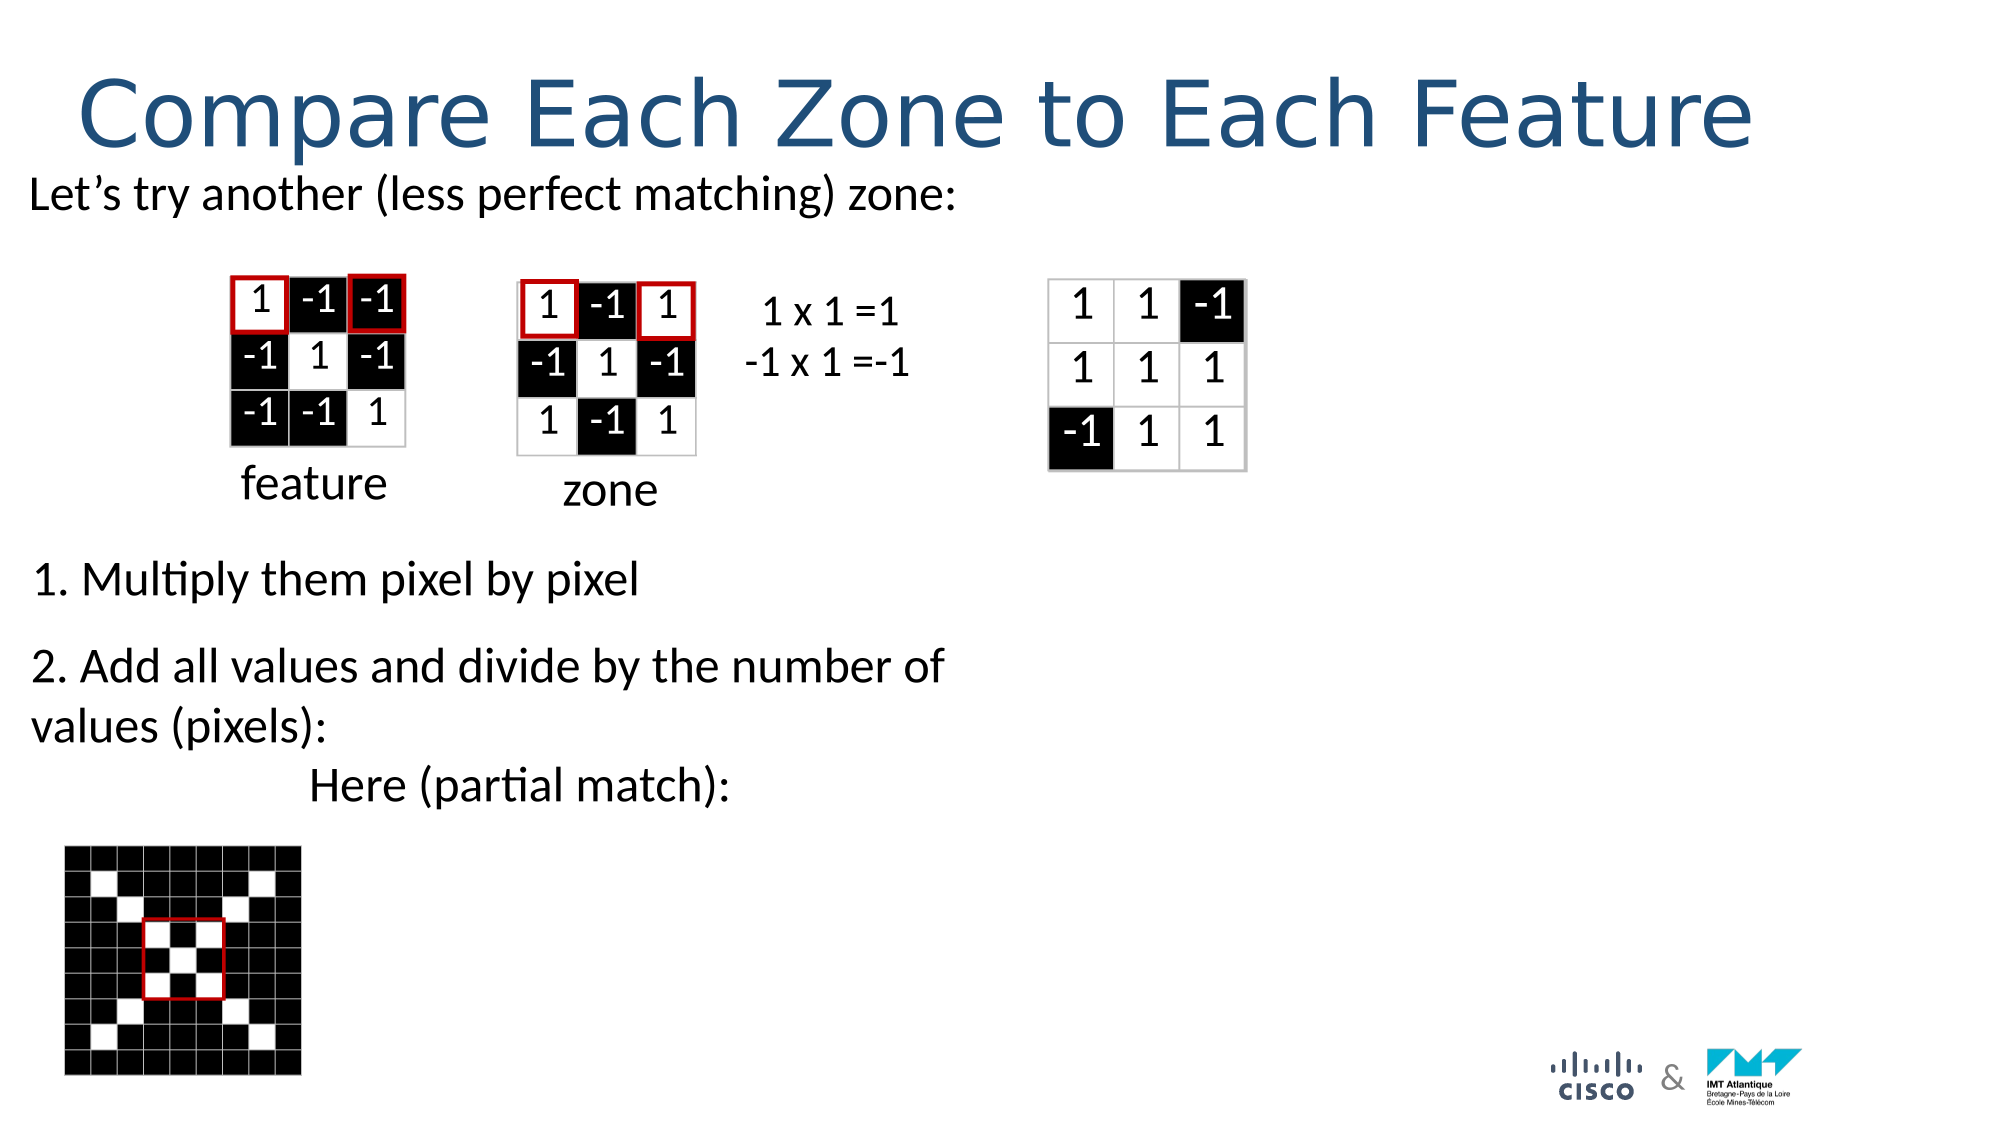 Compare Each Zone to Each Feature
Let’s try another (less perfect matching) zone:
1 -1 -1
-1 1 -1
-1 -1 1
feature
1 -1 1
-1 1 -1
1 -1 1
zone
1 x 1 =1
-1 x 1 =-1
1 1 -1
1 1 1
-1 1 1
1. Multiply them pixel by pixel
2. Add all values and divide by the number of
values (pixels):
Here (partial match):
CISCO
&
IMT Atlantique
Bretagne-Pays de la Loire
École Mines-Télécom